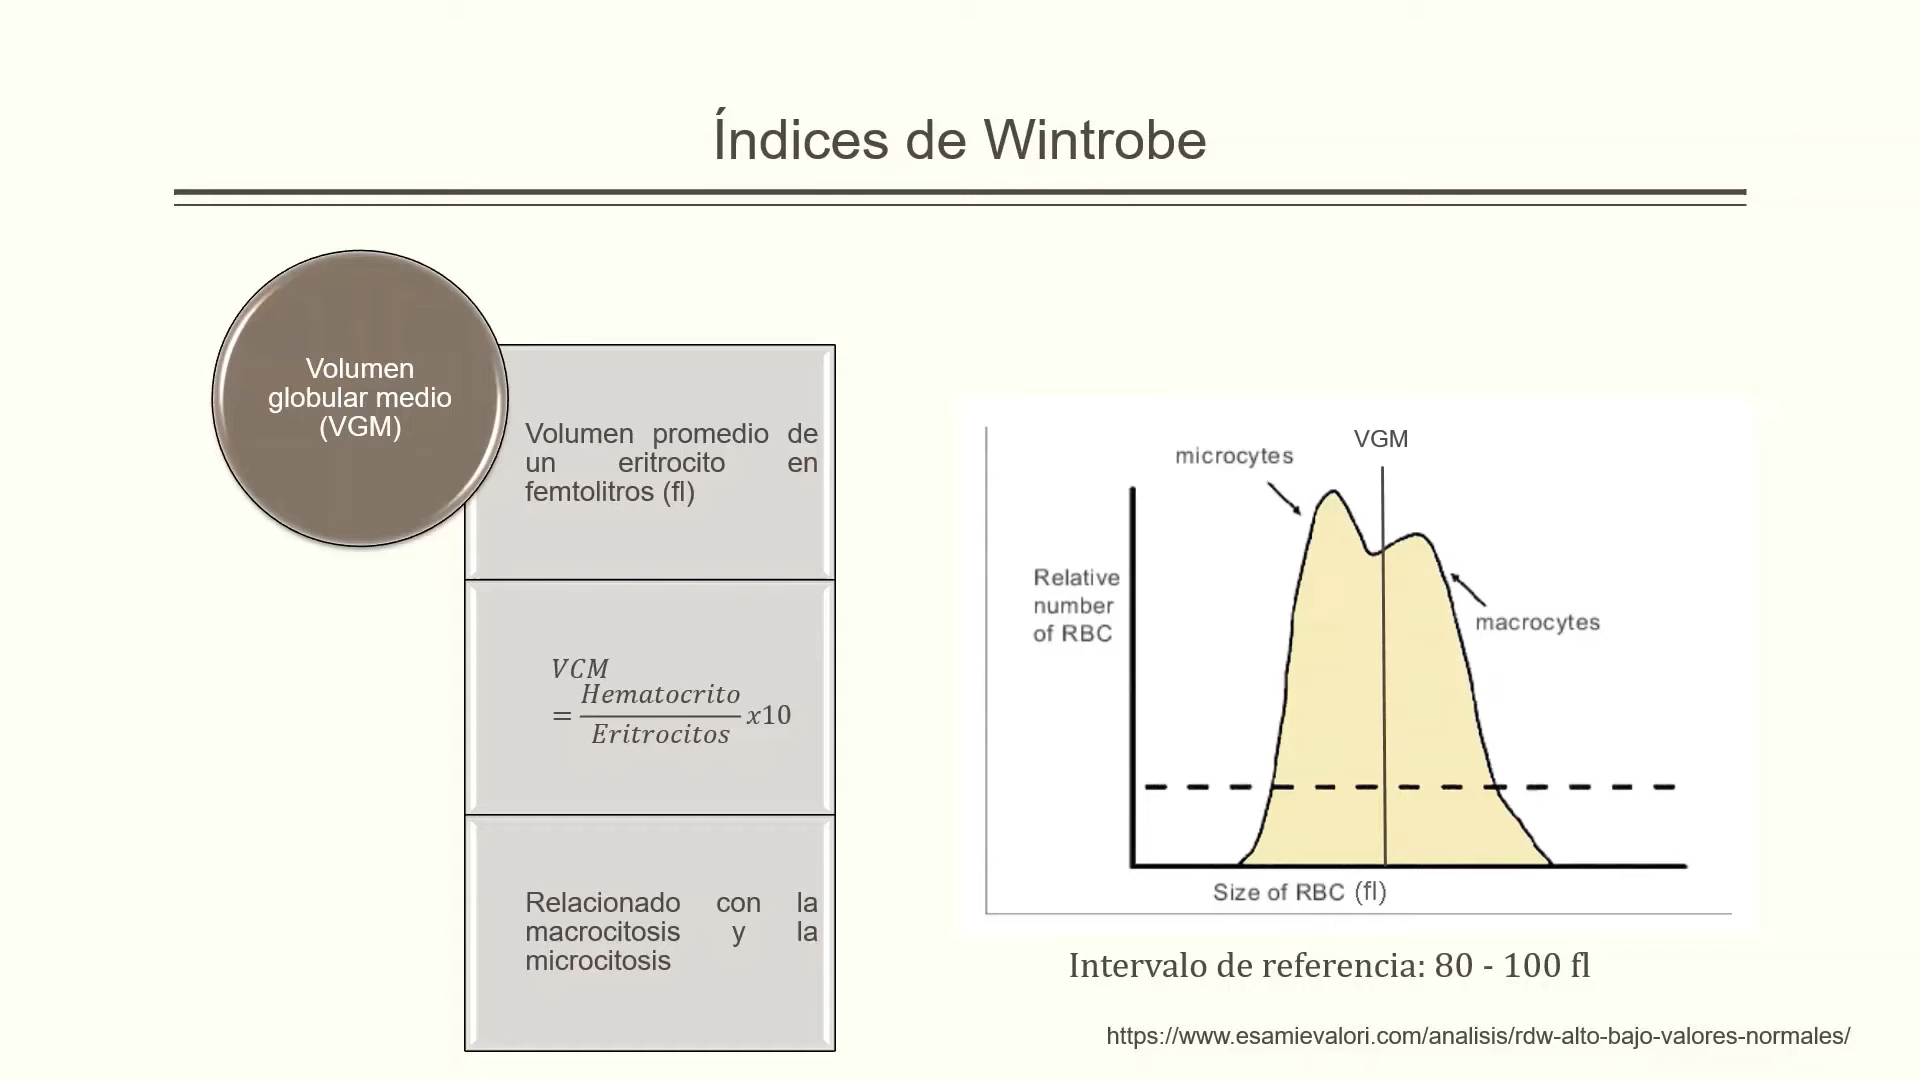 Índices de Wintrobe
Volumen
globular medio
(VGM)
Volumen promedio de
un eritrocito en
femtolitros (fl)
VCM
= Hematocrito / Eritrocitos x10
Relacionado con la
macrocitosis y la
microcitosis
VGM
microcytes
Relative
number
of RBC
macrocytes
Size of RBC (fl)
Intervalo de referencia: 80 - 100 fl
https://www.esamievalori.com/analisis/rdw-alto-bajo-valores-normales/